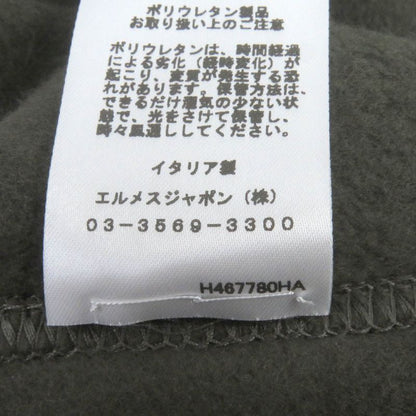 ポリウレタン製品
お取り扱い上のご注意
ポリウレタンは、時間経過
による劣化（経時変化）が
起こり、変質が発生する恐
れがあります。保管方法は、
できるだけ湿気の少ない状
態で、光をさけて保管し、
時々風通ししてください。
イタリア製
エルメスジャポン（株）
03-3569-3300
H467780HA